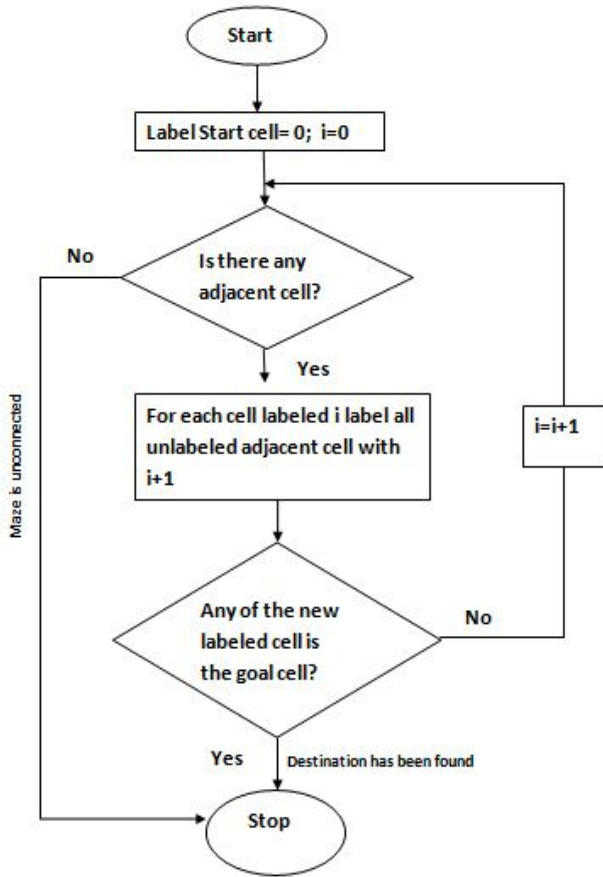 Start
Label Start cell= 0;  i=0
No
Is there any
adjacent cell?
Yes
For each cell labeled i label all
unlabeled adjacent cell with
i+1
i=i+1
Maze is unconnected
Any of the new
labeled cell is
the goal cell?
No
Yes
Destination has been found
Stop